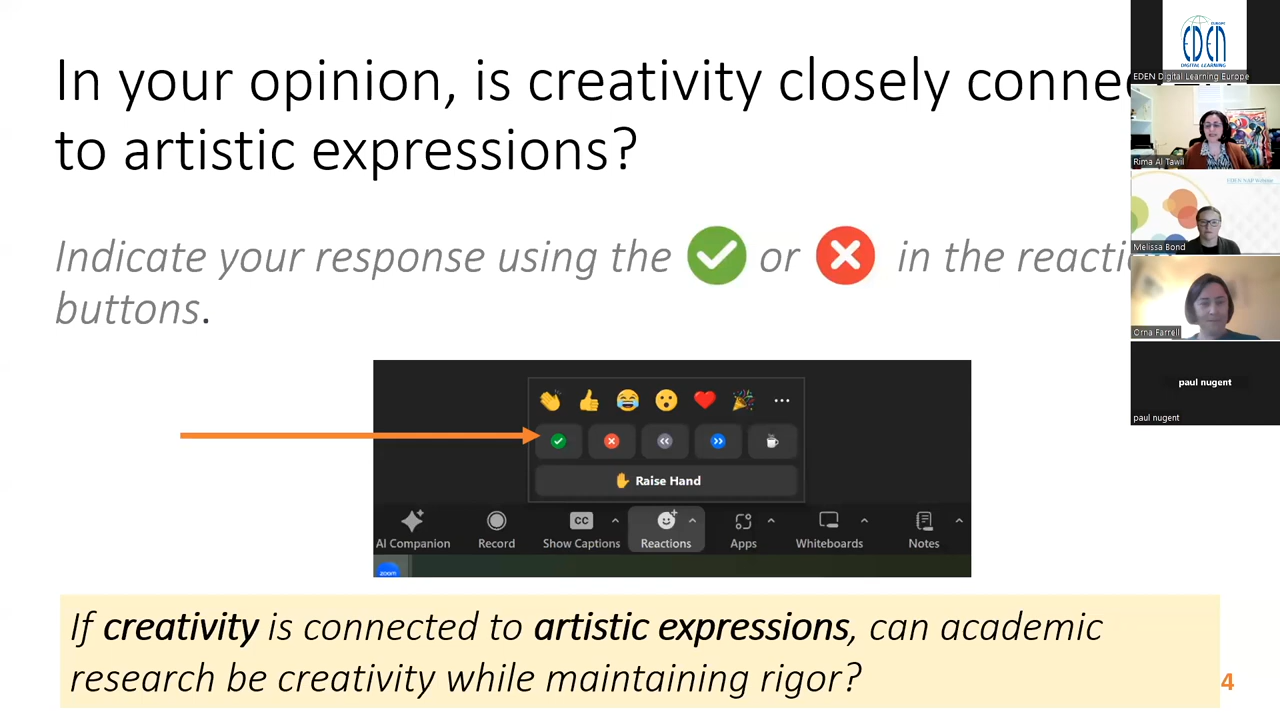 In your opinion, is creativity closely connected
to artistic expressions?
Indicate your response using the or in the reaction
buttons.
Raise Hand
AI Companion
Record
CC
Show Captions
Reactions
Apps
Whiteboards
Notes
zoom
If creativity is connected to artistic expressions, can academic
research be creativity while maintaining rigor?
4
EUROPE
EDEN
DIGITAL LEARNING
EDEN Digital Learning Europe
Rima Al Tawil
Melissa Bond
Orna Farrell
paul nugent
paul nugent